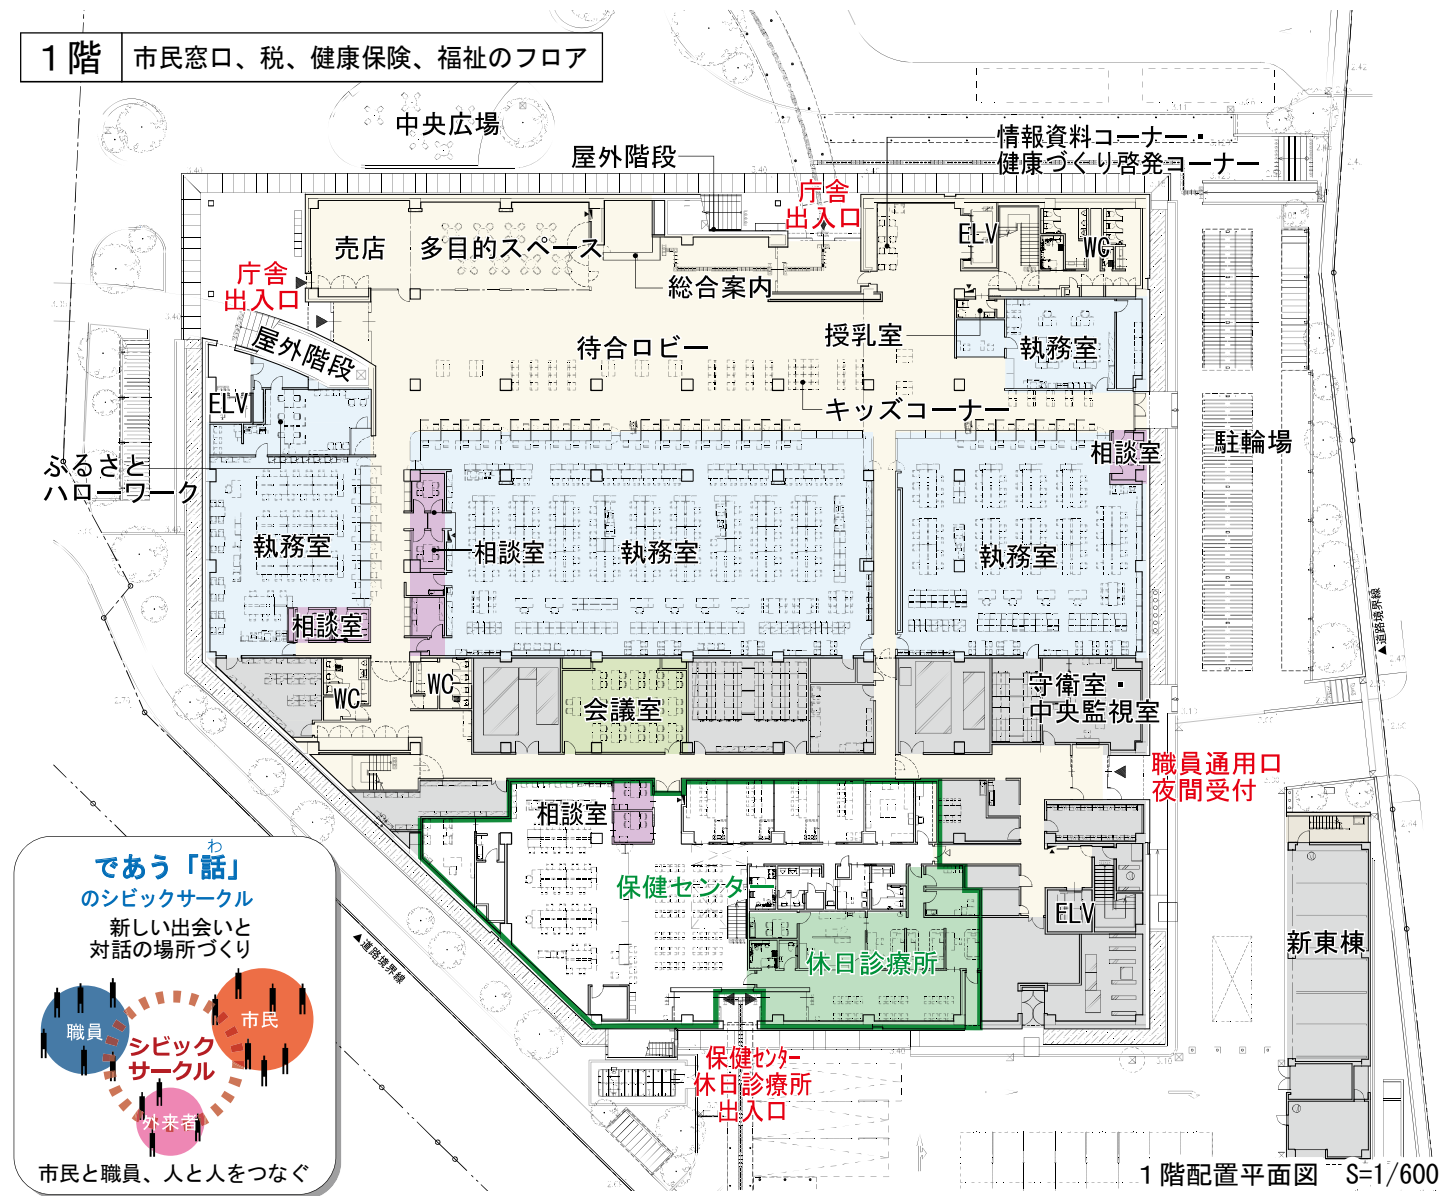 1階
市民窓口、税、健康保険、福祉のフロア
中央広場
屋外階段
情報資料コーナー・
健康づくり啓発コーナー
庁舎
出入口
ELV
WC
売店
多目的スペース
総合案内
庁舎
出入口
屋外階段
待合ロビー
授乳室
執務室
キッズコーナー
ELV
ふるさと
ハローワーク
相談室
駐輪場
執務室
相談室
執務室
執務室
相談室
▲道路境界線
WC
WC
会議室
守衛室・
中央監視室
職員通用口
夜間受付
相談室
保健センター
休日診療所
ELV
新東棟
▲道路境界線
保健センター
休日診療所
出入口
わ
であう「話」
のシビックサークル
新しい出会いと
対話の場所づくり
職員
市民
シビック
サークル
外来者
市民と職員、人と人をつなぐ
1階配置平面図 S=1/600